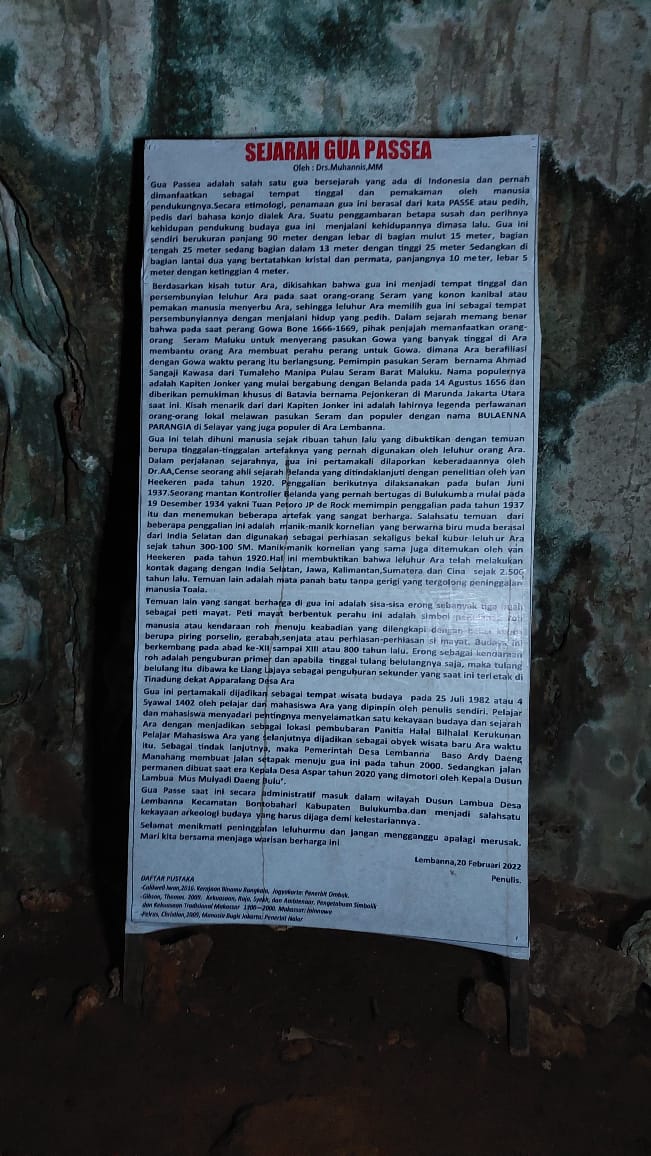 SEJARAH GUA PASSEA
Oleh : Drs.Muhannis,MM
Gua Passea adalah salah satu gua bersejarah yang ada di Indonesia dan pernah
dimanfaatkan sebagai tempat tinggal dan pemakaman oleh manusia
pendukungnya.Secara etimologi, penamaan gua ini berasal dari kata PASSE atau pedih,
pedis dari bahasa konjo dialek Ara. Suatu penggambaran betapa susah dan perihnya
kehidupan pendukung budaya gua ini menjalani kehidupannya dimasa lalu. Gua ini
sendiri berukuran panjang 90 meter dengan lebar di bagian mulut 15 meter, bagian
tengah 25 meter sedang bagian dalam 13 meter dengan tinggi 25 meter Sedangkan di
bagian lantai dua yang bertatahkan kristal dan permata, panjangnya 10 meter, lebar 5
meter dengan ketinggian 4 meter.
Berdasarkan kisah tutur Ara, dikisahkan bahwa gua ini menjadi tempat tinggal dan
persembunyian leluhur Ara pada saat orang-orang Seram yang konon kanibal atau
pemakan manusia menyerbu Ara, sehingga leluhur Ara memilih gua ini sebagai tempat
persembunyiannya dengan menjalani hidup yang pedih. Dalam sejarah memang benar
bahwa pada saat perang Gowa Bone 1666-1669, pihak penjajah memanfaatkan orang-
orang Seram Maluku untuk menyerang pasukan Gowa yang banyak tinggal di Ara
membantu orang Ara membuat perahu perang untuk Gowa. dimana Ara berafiliasi
dengan Gowa waktu perang itu berlangsung. Pemimpin pasukan Seram bernama Ahmad
Sangaji Kawasa dari Tumaleho Manipa Pulau Seram Barat Maluku. Nama populernya
adalah Kapiten Jonker yang mulai bergabung dengan Belanda pada 14 Agustus 1656 dan
diberikan pemukiman khusus di Batavia bernama Pejonkeran di Marunda Jakarta Utara
saat ini. Kisah menarik dari dari Kapiten Jonker ini adalah lahirnya legenda perlawanan
orang-orang lokal melawan pasukan Seram dan populer dengan nama BULAENNA
PARANGIA di Selayar yang juga populer di Ara Lembanna.
Gua ini telah dihuni manusia sejak ribuan tahun lalu yang dibuktikan dengan temuan
berupa tinggalan-tinggalan artefaknya yang pernah digunakan oleh leluhur orang Ara.
Dalam perjalanan sejarahnya, gua ini pertamakali dilaporkan keberadaannya oleh
Dr.AA,Cense seorang ahli sejarah Belanda yang ditindaklanjuti dengan penelitian oleh van
Heekeren pada tahun 1920. Penggalian berikutnya dilaksanakan pada bulan Juni
1937.Seorang mantan Kontroller Belanda yang pernah bertugas di Bulukumba mulai pada
19 Desember 1934 yakni Tuan Petoro JP de Rock memimpin penggalian pada tahun 1937
itu dan menemukan beberapa artefak yang sangat berharga. Salahsatu temuan dari
beberapa penggalian ini adalah manik-manik kornelian yang berwarna biru muda berasal
dari India Selatan dan digunakan sebagai perhiasan sekaligus bekal kubur leluhur Ara
sejak tahun 300-100 SM. Manik-manik kornelian yang sama juga ditemukan oleh van
Heekeren pada tahun 1920.Hal ini membuktikan bahwa leluhur Ara telah melakukan
kontak dagang dengan India Selatan, Jawa, Kalimantan,Sumatera dan Cina sejak 2.506
tahun lalu. Temuan lain adalah mata panah batu tanpa gerigi yang tergolong peninggalan
manusia Toala.
Temuan lain yang sangat berharga di gua ini adalah sisa-sisa erong sebanyak tiga buah
sebagai peti mayat. Peti mayat berbentuk perahu ini adalah simbol roh
manusia atau kendaraan roh menuju keabadian yang dilengkapi dengan bekal kubur
berupa piring porselin, gerabah,senjata atau perhiasan-perhiasan si mayat. Budaya ini
berkembang pada abad ke-XII sampai XIII atau 800 tahun lalu. Erong sebagai kendaraan
roh adalah penguburan primer dan apabila tinggal tulang belulangnya saja, maka tulang
belulang itu dibawa ke Liang Lajaya sebagai penguburan sekunder yang saat ini terletak di
Tinadung dekat Apparalang Desa Ara
Gua ini pertamakali dijadikan sebagai tempat wisata budaya pada 25 Juli 1982 atau 4
Syawal 1402 oleh pelajar dan mahasiswa Ara yang dipinpin oleh penulis sendiri. Pelajar
dan mahasiswa menyadari pentingnya menyelamatkan satu kekayaan budaya dan sejarah
Ara dengan menjadikan sebagai lokasi pembubaran Panitia Halal Bilhalal Kerukunan
Pelajar Mahasiswa Ara yang selanjutnya dijadikan sebagai obyek wisata baru Ara waktu
itu. Sebagai tindak lanjutnya, maka Pemerintah Desa Lembanna Baso Ardy Daeng
Manahang membuat jalan setapak menuju gua ini pada tahun 2000. Sedangkan jalan
permanen dibuat saat era Kepala Desa Aspar tahun 2020 yang dimotori oleh Kepala Dusun
Lambua Mus Mulyadi Daeng Bulu'.
Gua Passe saat ini secara administratif masuk dalam wilayah Dusun Lambua Desa
Lembanna Kecamatan Bontobahari Kabupaten Bulukumba.dan menjadi salahsatu
kekayaan arkeologi budaya yang harus dijaga demi kelestariannya .
Selamat menikmati peninggalan leluhurmu dan jangan mengganggu apalagi merusak.
Mari kita bersama menjaga warisan berharga ini
Lembanna,20 Februari 2022
Penulis.
DAFTAR PUSTAKA
-Caldwell Iwan,2016. Kerajaan Binamu Bangkala, Jogyakarta: Penerbit Ombak.
-Gibson, Thomas. 2009. Kekuasaan, Raja, Syekh, dan Ambtenaar. Pengetahuan Simbolik
dan Kekuasaan Tradisional Makassar 1300—2000. Makassar: Ininnawa
-Pelras, Christian,2009, Manusia Bugis Jakarta: Penerbit Nalar